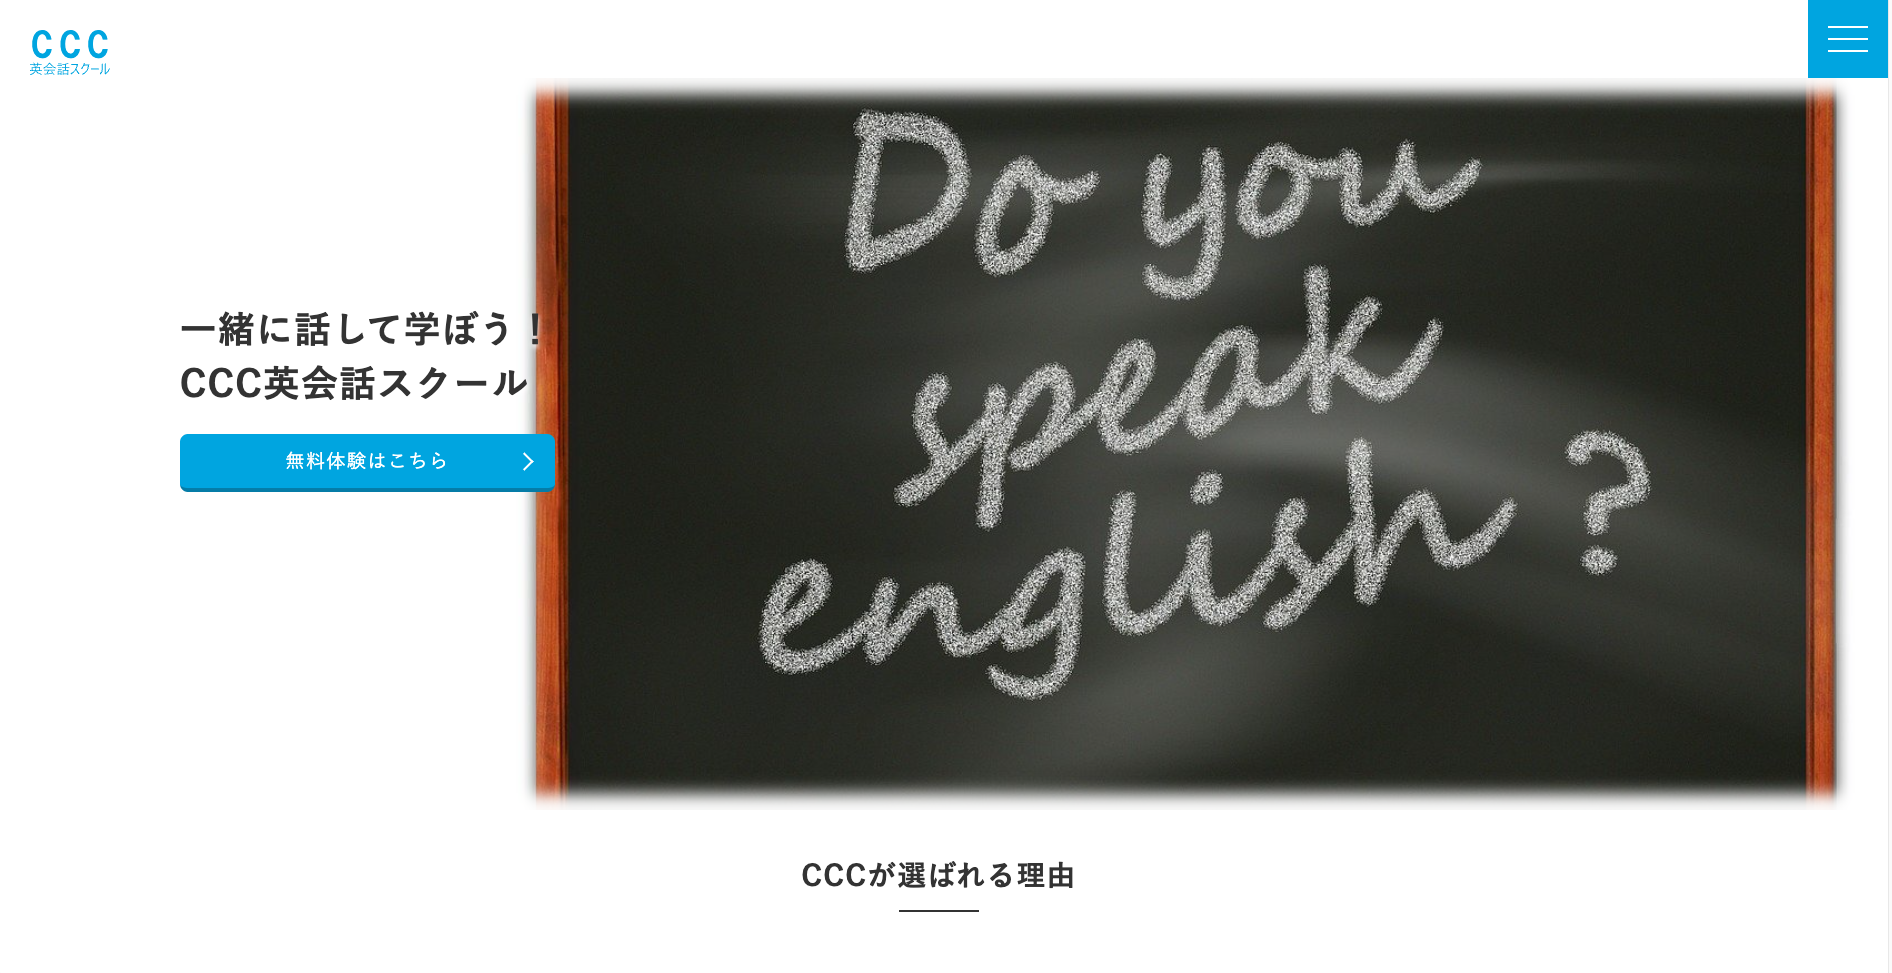 CCC
英会話スクール
一緒に話して学ぼう！
CCC英会話スクール
無料体験はこちら
Do you
speak
english ?
CCCが選ばれる理由